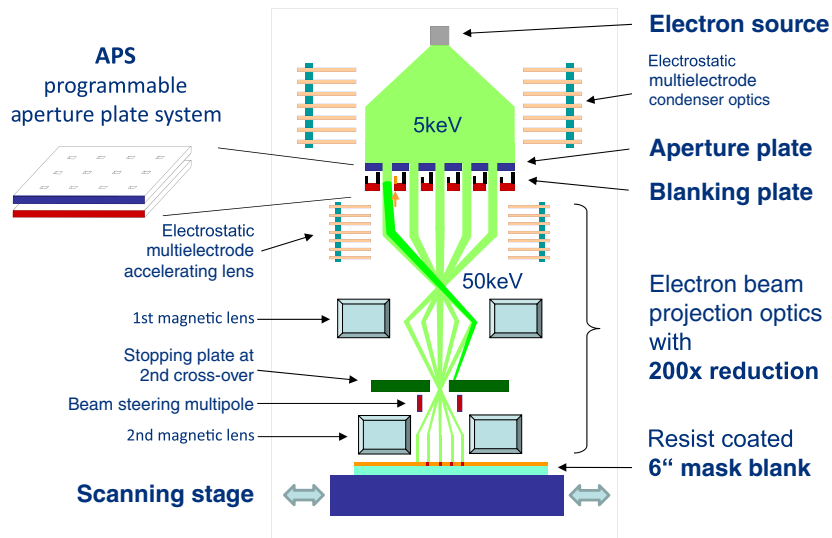 APS
programmable
aperture plate system
Electron source
Electrostatic
multielectrode
condenser optics
5keV
Aperture plate
Blanking plate
Electrostatic
multielectrode
accelerating lens
50keV
1st magnetic lens
Electron beam
projection optics
with
200x reduction
Stopping plate at
2nd cross-over
Beam steering multipole
2nd magnetic lens
Resist coated
6“ mask blank
Scanning stage